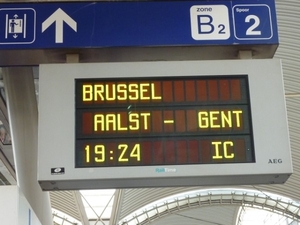 zone
B2
Spoor
2
BRUSSEL
AALST - GENT
19:24 IC
AEG